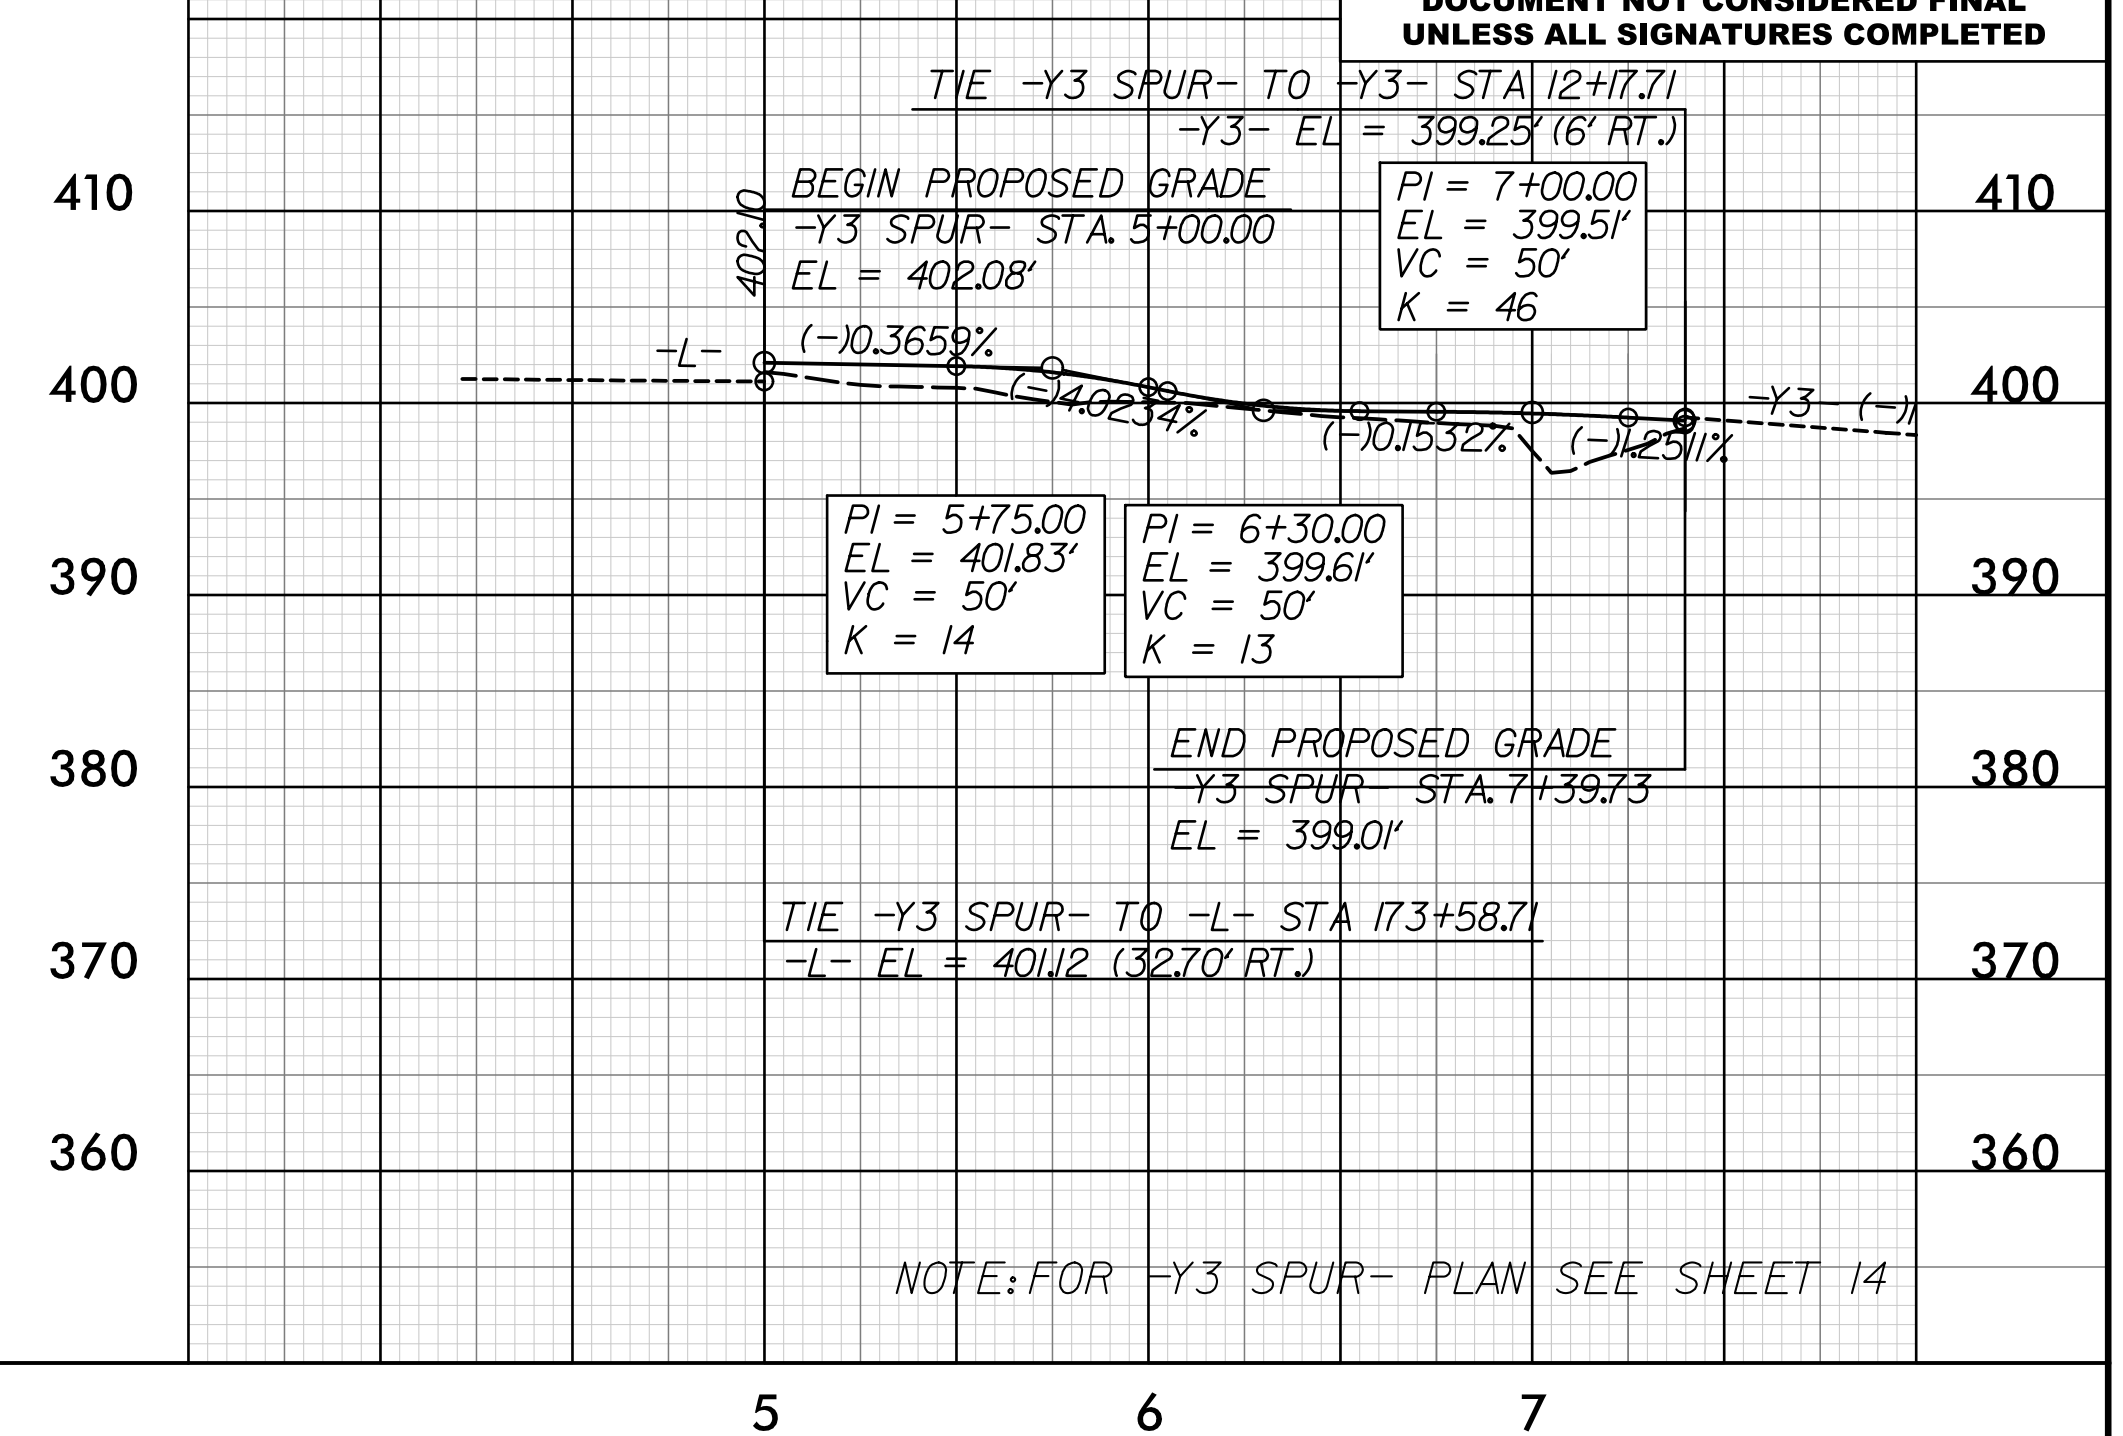 DOCUMENT NOT CONSIDERED FINAL
UNLESS ALL SIGNATURES COMPLETED
TIE -Y3 SPUR- TO -Y3- STA 12+17.71
-Y3- EL = 399.25' (6' RT.)
410
402.10
BEGIN PROPOSED GRADE
-Y3 SPUR- STA. 5+00.00
EL = 402.08'
PI = 7+00.00
EL = 399.51'
VC = 50'
K = 46
410
-L-
(-)0.3659%
400
(-)4.0234%
(-)0.1532%
(-)1.2511%
-Y3- (-)1
400
PI = 5+75.00
EL = 401.83'
VC = 50'
K = 14
PI = 6+30.00
EL = 399.61'
VC = 50'
K = 13
390
390
END PROPOSED GRADE
-Y3 SPUR- STA. 7+39.73
EL = 399.01'
380
380
TIE -Y3 SPUR- TO -L- STA 173+58.71
-L- EL = 401.12 (32.70' RT.)
370
370
360
360
NOTE: FOR -Y3 SPUR- PLAN SEE SHEET 14
5
6
7